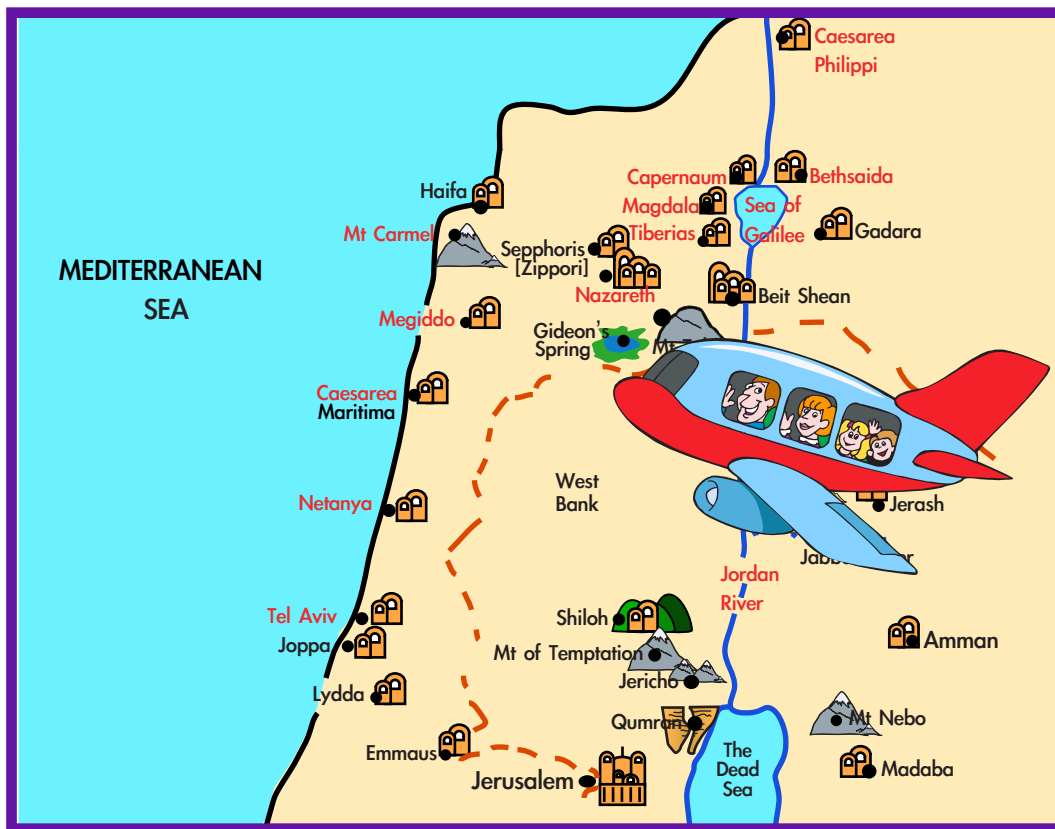 Caesarea
Philippi
Capernaum
Bethsaida
Haifa
Magdala
Sea of
Galilee
Mt Carmel
Tiberias
Gadara
Sepphoris
[Zippori]
MEDITERRANEAN
SEA
Nazareth
Beit Shean
Megiddo
Gideon's
Spring
Mt
Caesarea
Maritima
West
Bank
Netanya
Jerash
Jordan
River
Tel Aviv
Shiloh
Joppa
Amman
Mt of Temptation
Jericho
Lydda
Qumran
Mt Nebo
Emmaus
The
Dead
Sea
Madaba
Jerusalem